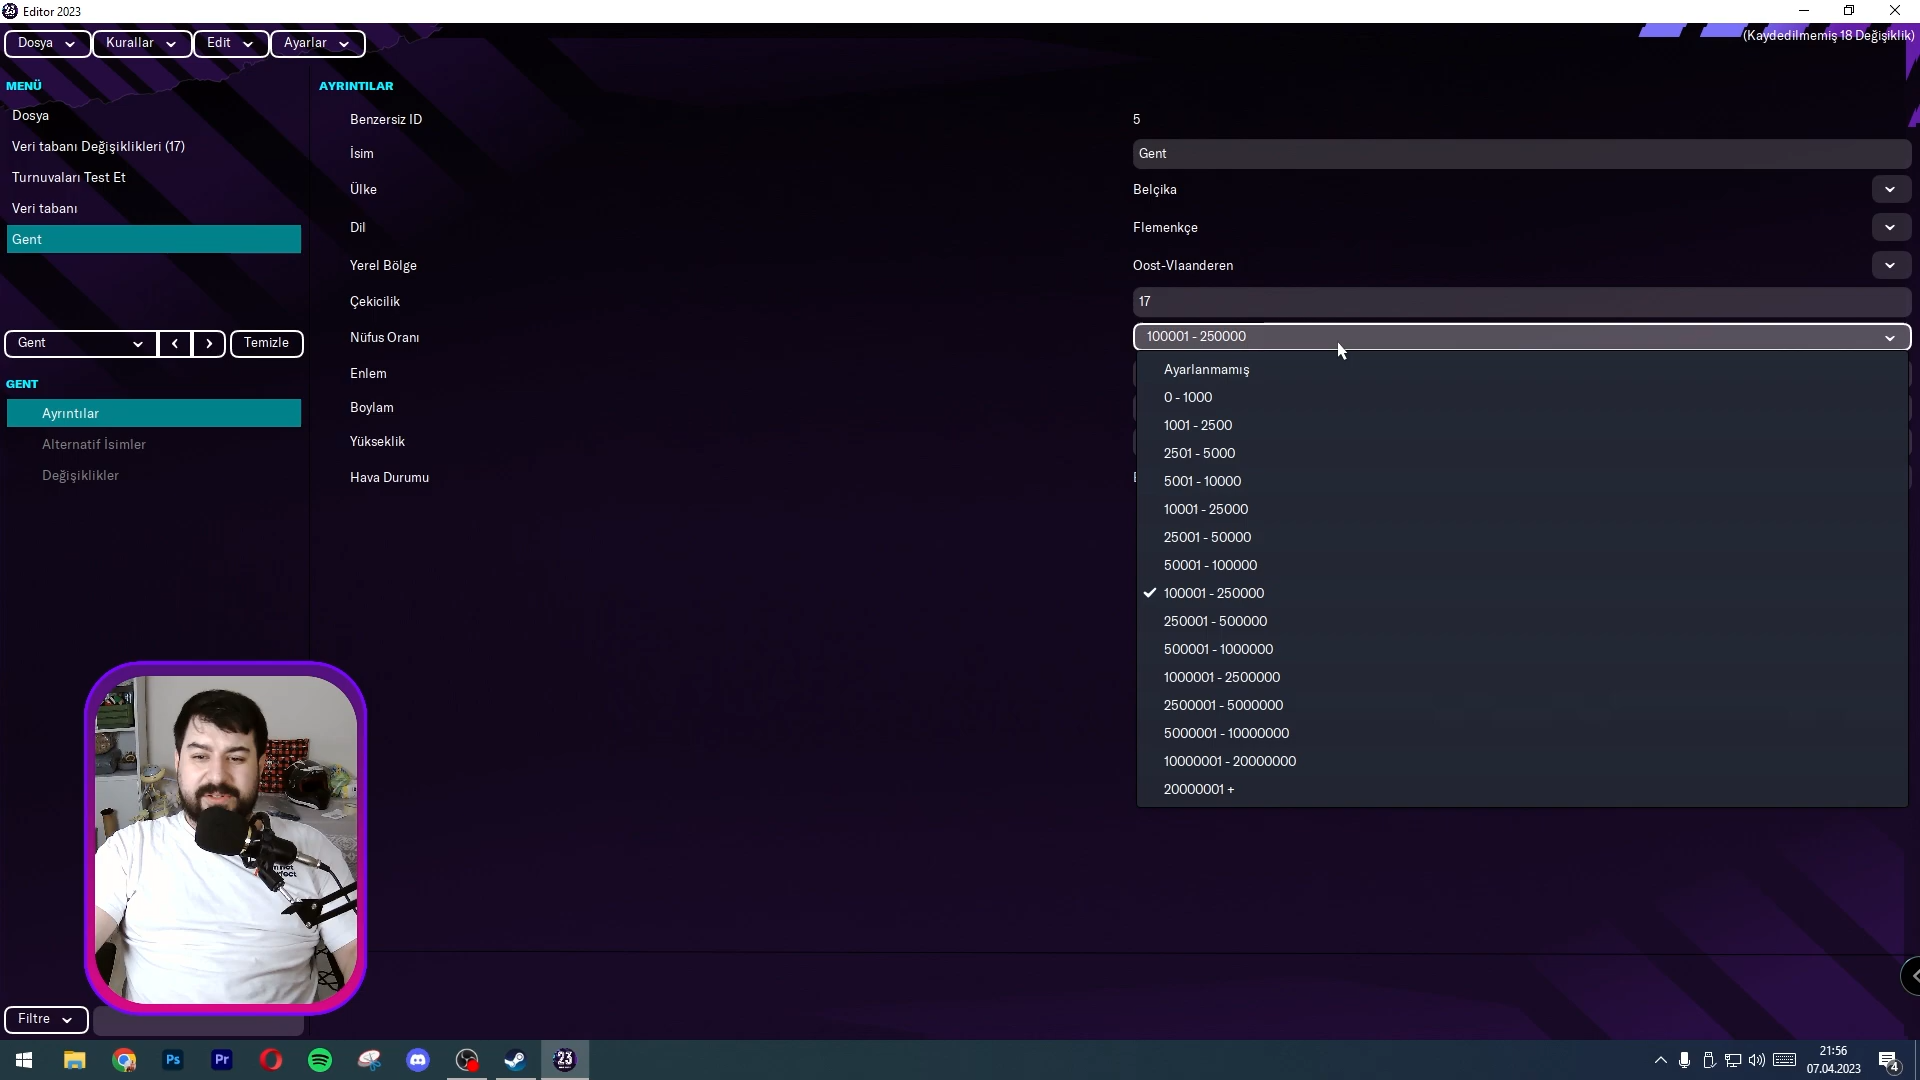 Editor 2023
Dosya
Kurallar
Edit
Ayarlar
(Kaydedilmemiş 18 Değişiklik)
MENÜ
Dosya
Veri tabanı Değişiklikleri (17)
Turnuvaları Test Et
Veri tabanı
Gent
Gent
Temizle
GENT
Ayrıntılar
Alternatif İsimler
Değişiklikler
AYRINTILAR
Benzersiz ID
5
İsim
Gent
Ülke
Belçika
Dil
Flemenkçe
Yerel Bölge
Oost-Vlaanderen
Çekicilik
17
Nüfus Oranı
100001 - 250000
Enlem
Boylam
Yükseklik
Hava Durumu
Ayarlanmamış
0 - 1000
1001 - 2500
2501 - 5000
5001 - 10000
10001 - 25000
25001 - 50000
50001 - 100000
100001 - 250000
250001 - 500000
500001 - 1000000
1000001 - 2500000
2500001 - 5000000
5000001 - 10000000
10000001 - 20000000
20000001 +
Filtre
Ps
Pr
23
21:56
07.04.2023
4